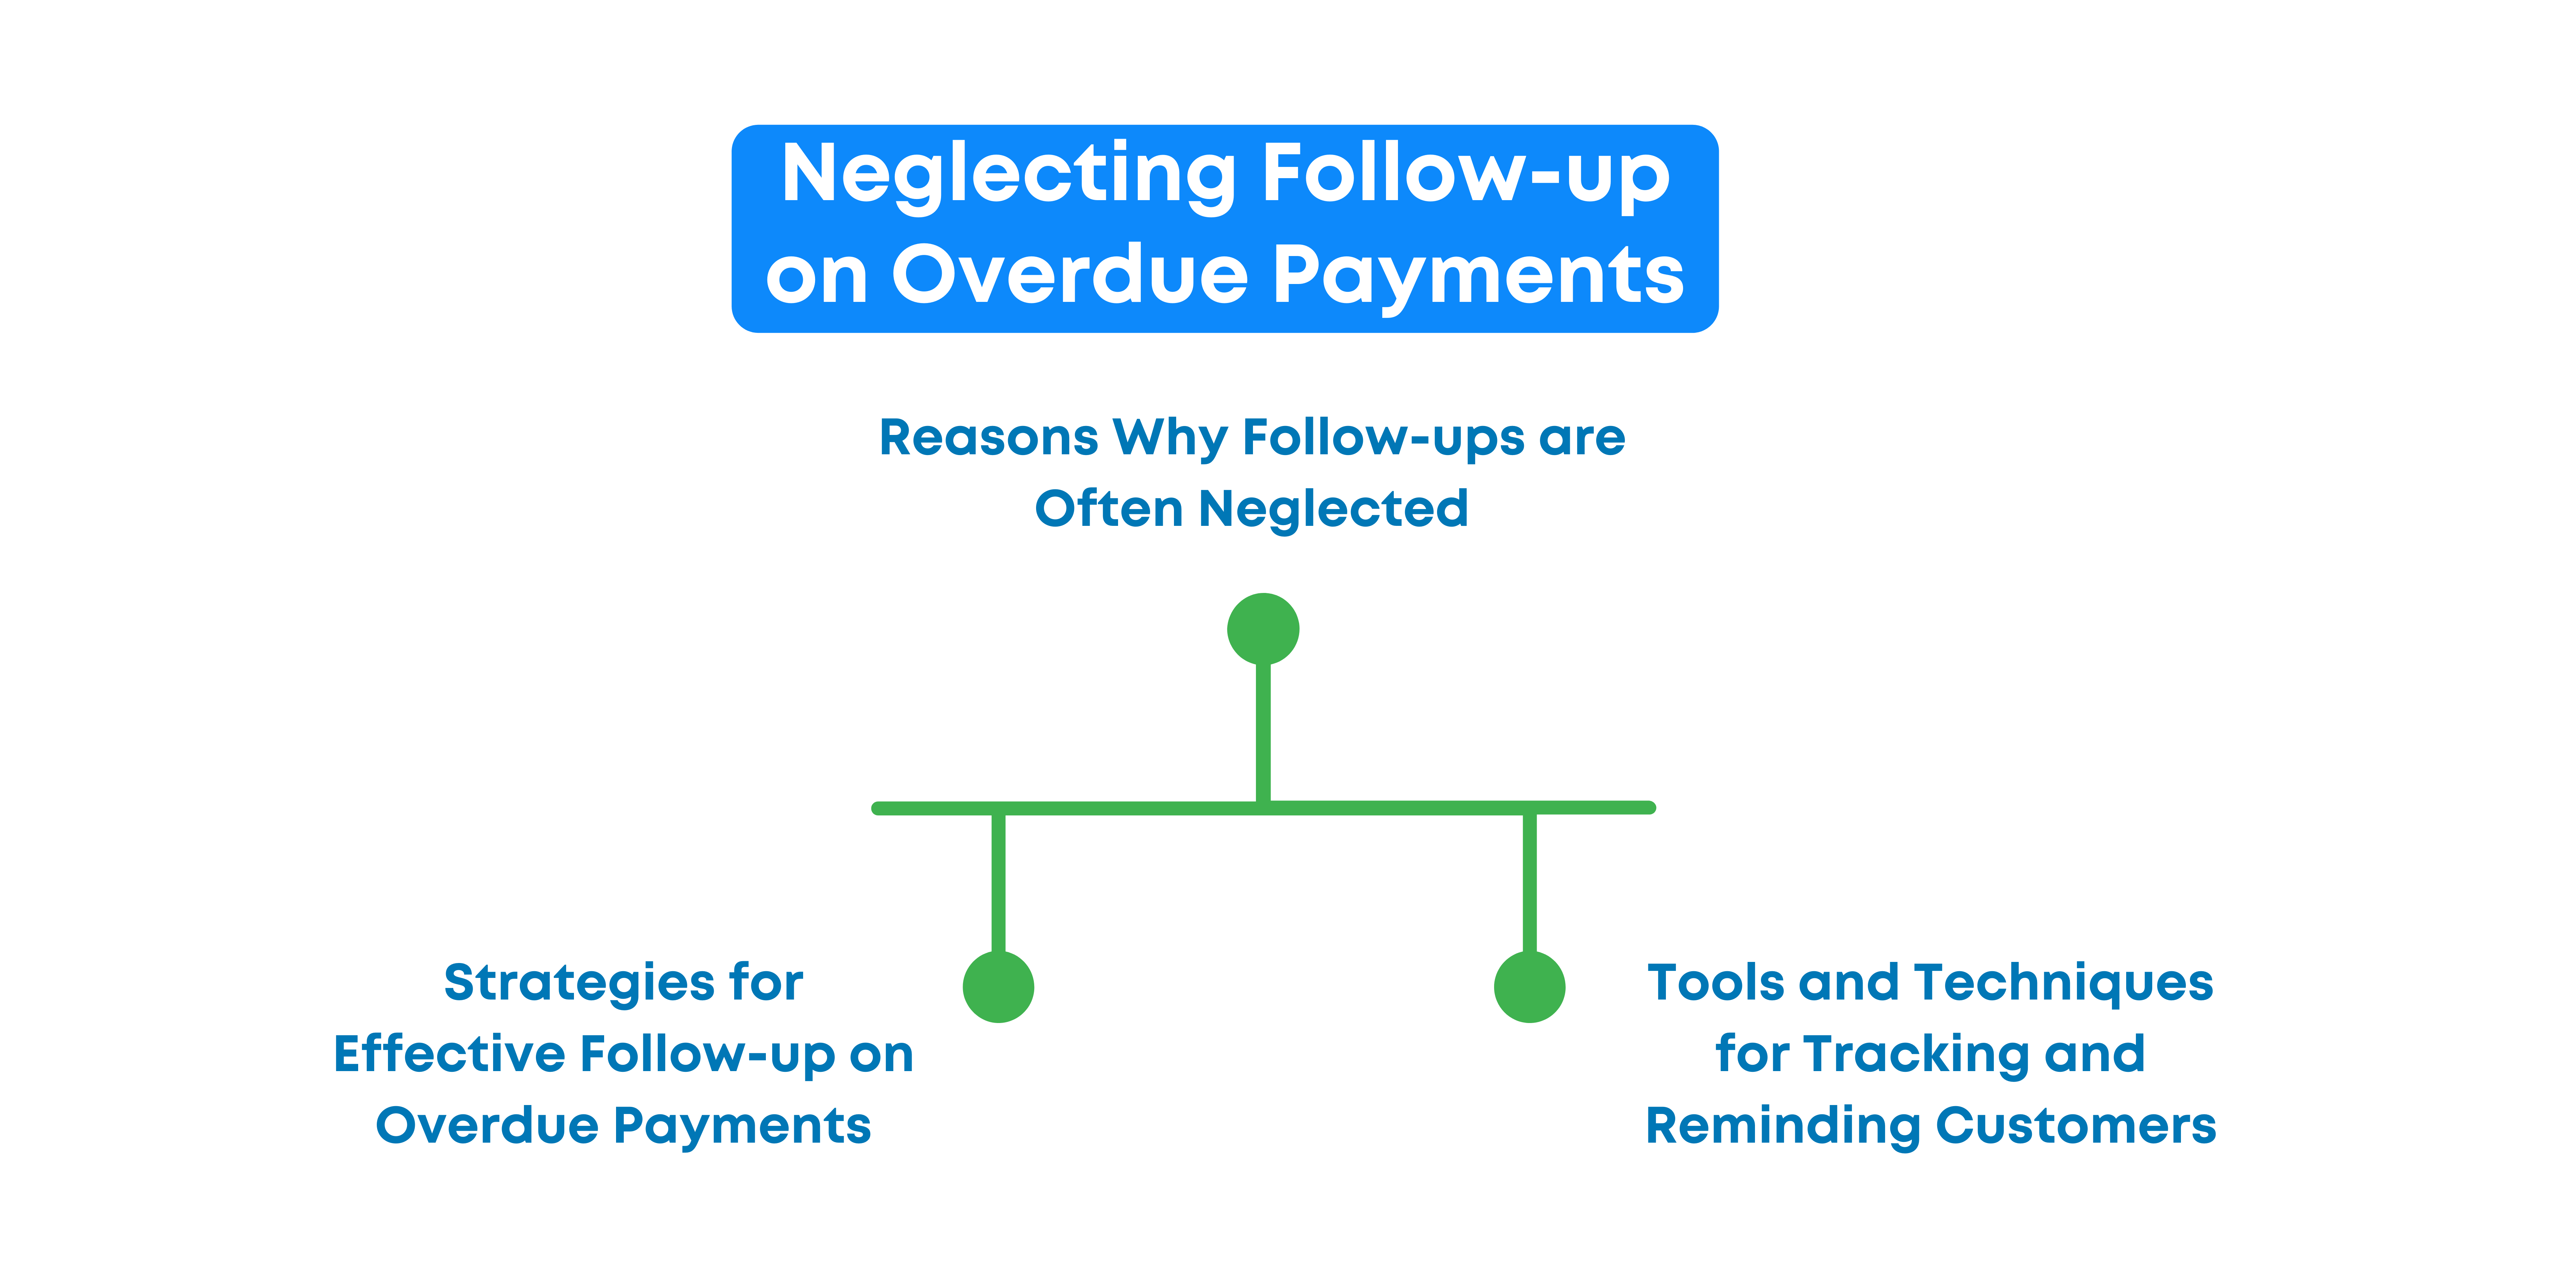 Neglecting Follow-up
on Overdue Payments
Reasons Why Follow-ups are
Often Neglected
Strategies for
Effective Follow-up on
Overdue Payments
Tools and Techniques
for Tracking and
Reminding Customers